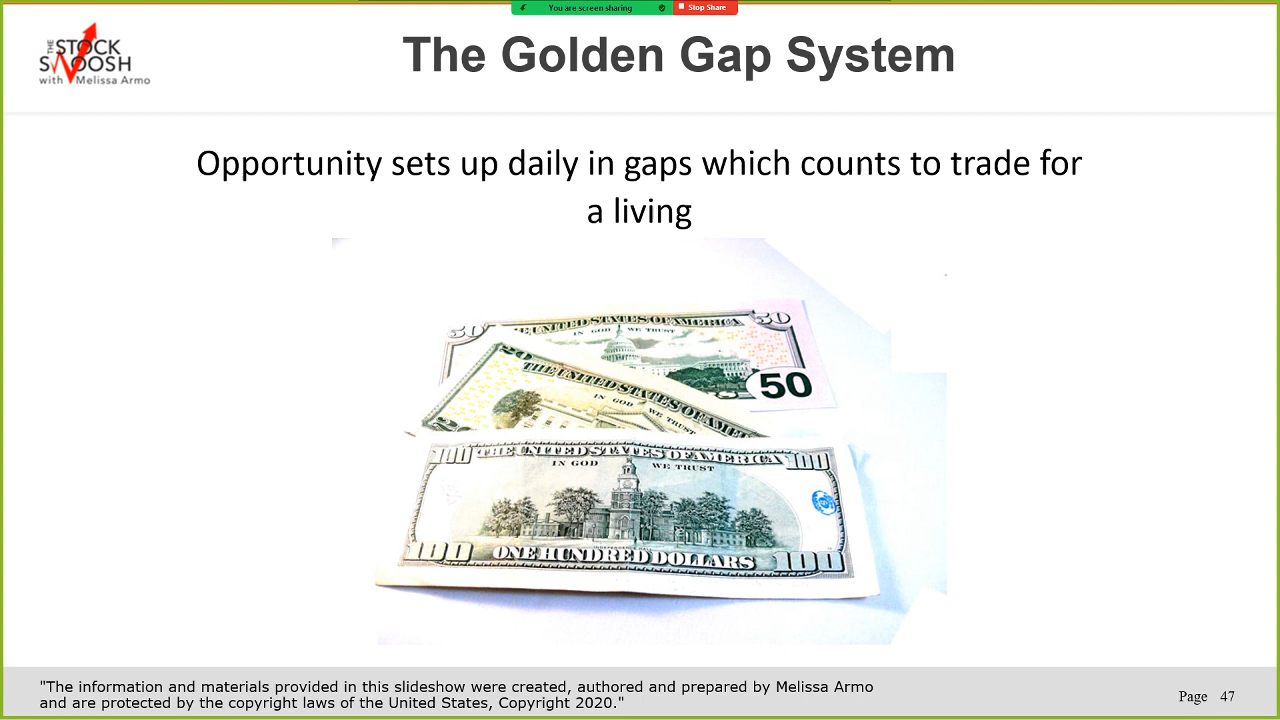 You are screen sharing
Stop Share
THE
STOCK
SWOOSH
with Melissa Armo
The Golden Gap System
Opportunity sets up daily in gaps which counts to trade for
a living
50
THE UNITED STATES OF AMERICA
50
IN GOD WE TRUST
20
THE UNITED STATES OF AMERI
IN GOD WE TRUST
50
20
100
THE UNITED STATES OF AMERICA
100
IN GOD WE TRUST
100
ONE HUNDRED DOLLARS
100
"The information and materials provided in this slideshow were created, authored and prepared by Melissa Armo
and are protected by the copyright laws of the United States, Copyright 2020."
Page 47